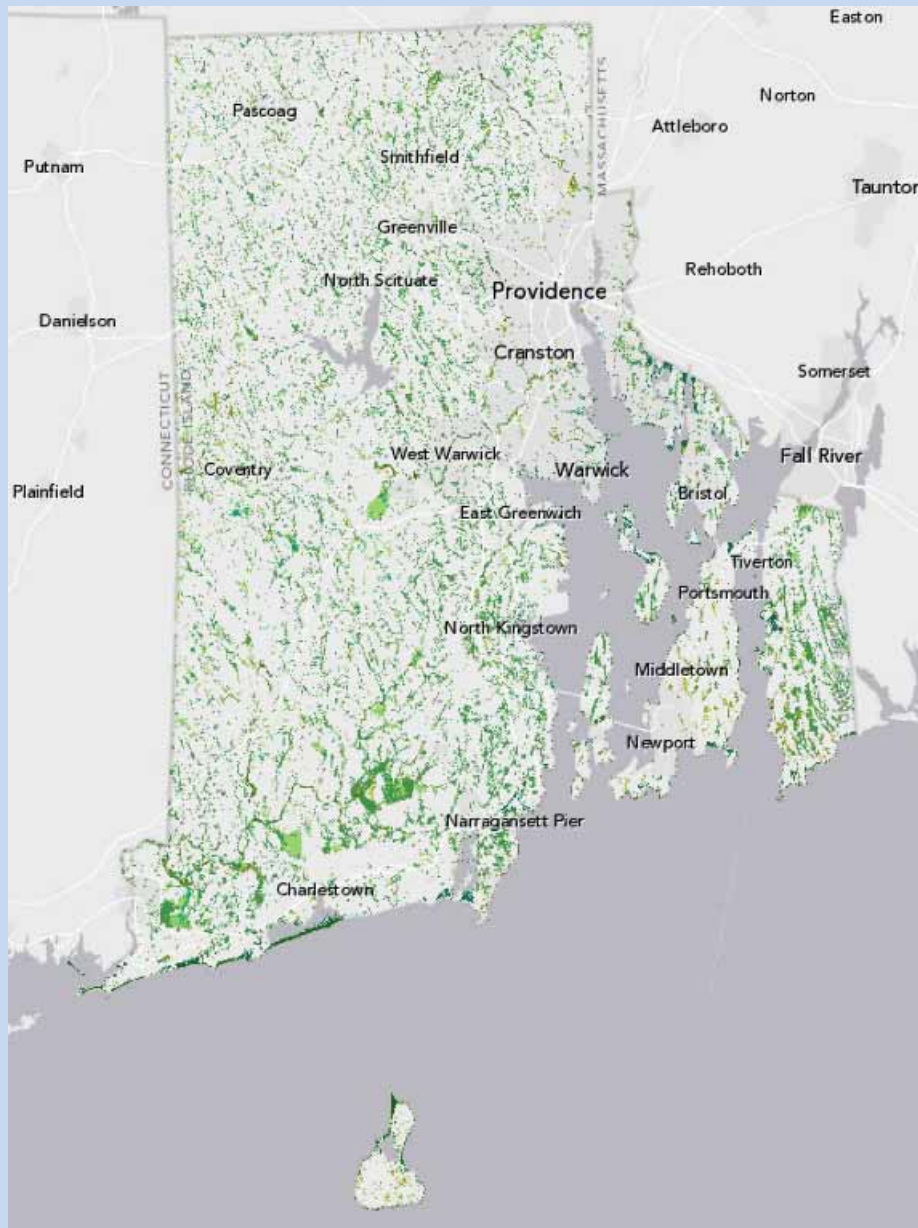 Easton
Norton
Pascoag
Attleboro
MASSACHUSETTS
Smithfield
Putnam
Taunton
Greenville
Rehoboth
North Scituate
Providence
Danielson
Cranston
Somerset
CONNECTICUT
RHODE ISLAND
West Warwick
Fall River
Coventry
Warwick
Plainfield
Bristol
East Greenwich
Tiverton
Portsmouth
North Kingstown
Middletown
Newport
Narragansett Pier
Charlestown